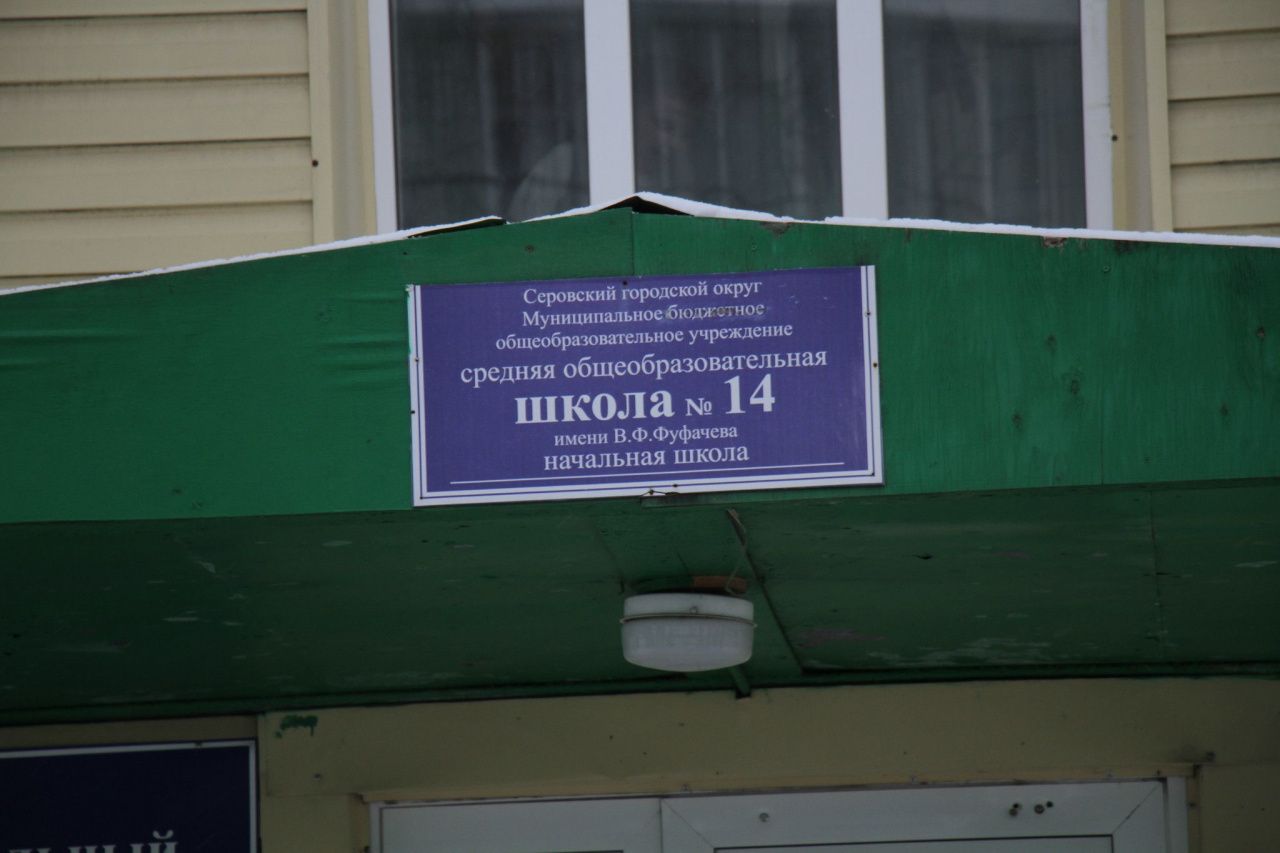 Серовский городской округ
Муниципальное бюджетное
общеобразовательное учреждение
средняя общеобразовательная
школа № 14
имени В.Ф.Фуфачева
начальная школа